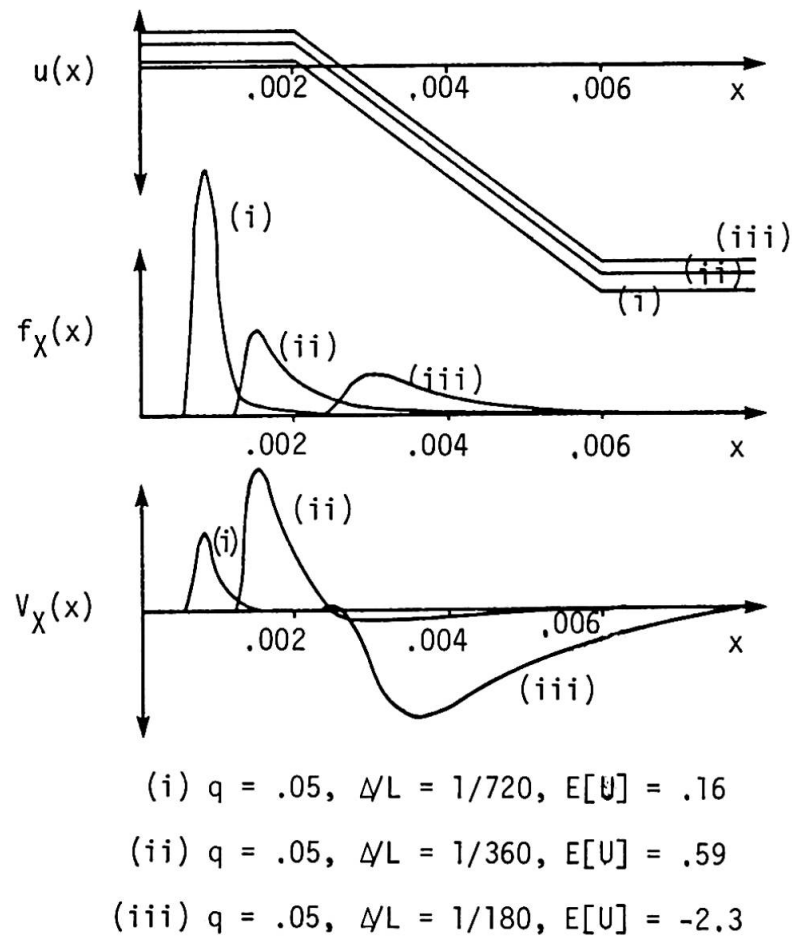 u(x)
.002 .004 .006 x
(iii)
(ii)
(i)
(i)
f_X(x)
(ii)
(iii)
.002 .004 .006 x
V_X(x)
(i)
(ii)
.002 .004 .006 x
(iii)
(i) q = .05, Δ/L = 1/720, E[U] = .16
(ii) q = .05, Δ/L = 1/360, E[U] = .59
(iii) q = .05, Δ/L = 1/180, E[U] = -2.3